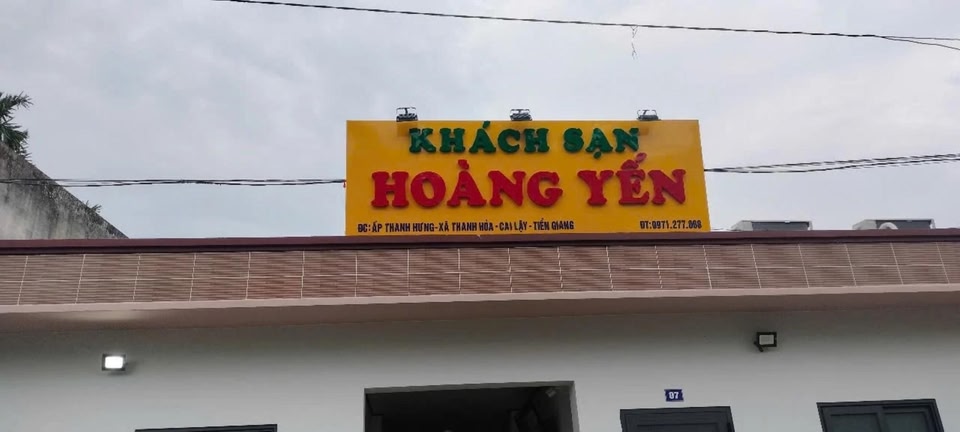 KHÁCH SẠN
HOÀNG YẾN
ĐC: ẤP THANH HƯNG - XÃ THANH HÒA - CAI LẬY - TIỀN GIANG ĐT: 0971.277.068
07